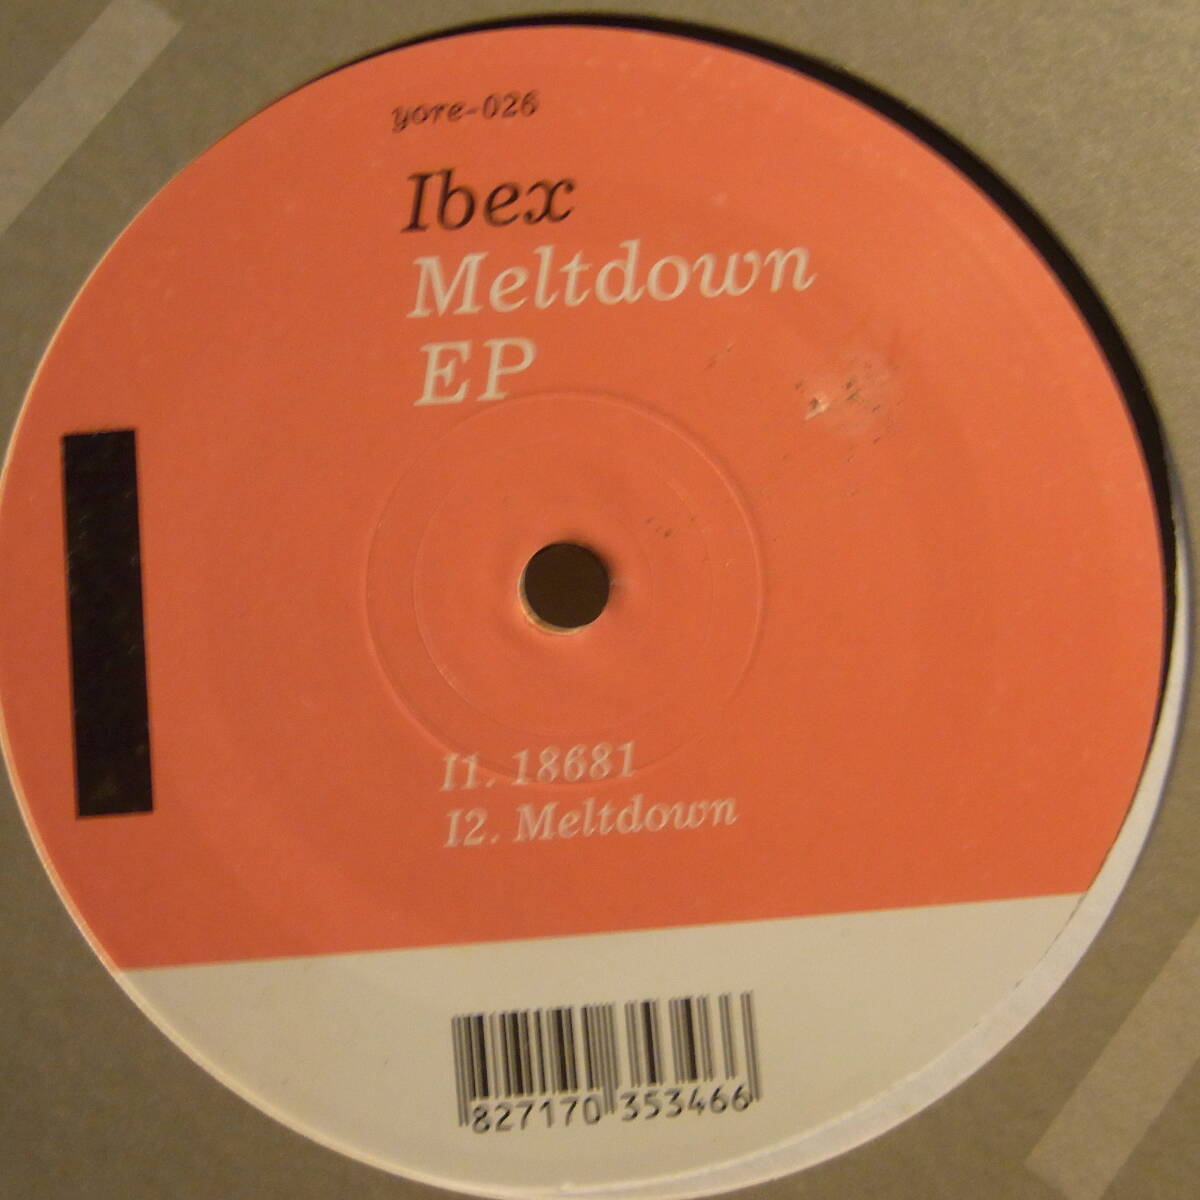 yore-026
Ibex
Meltdown
EP
I1. 18681
I2. Meltdown
827170 353466